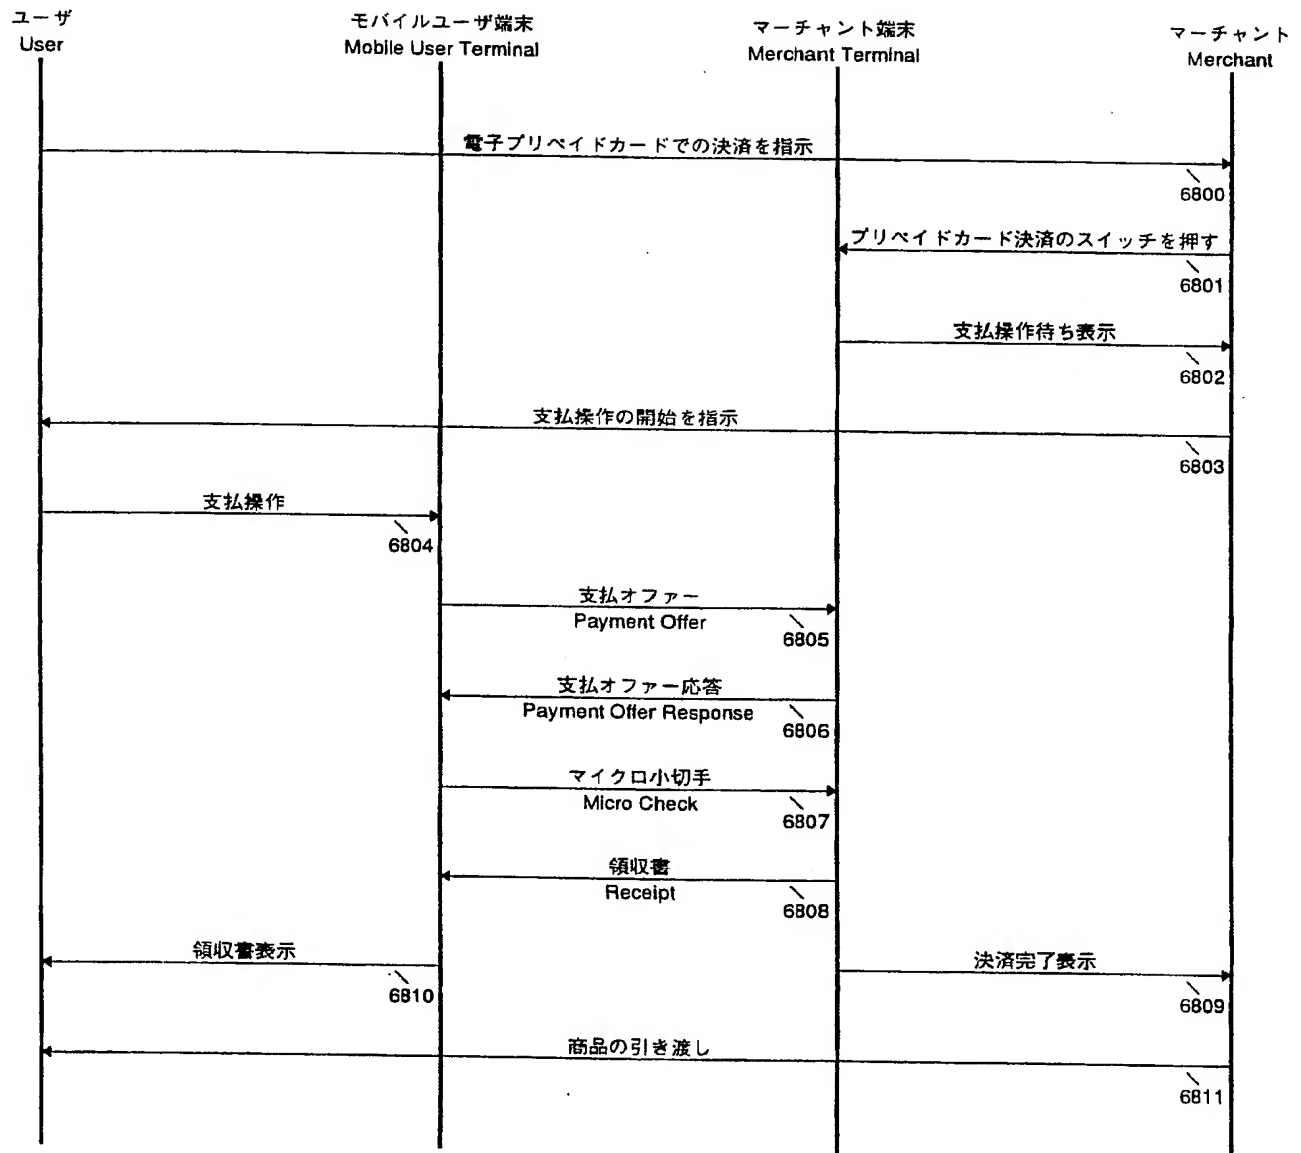 ユーザ
User
モバイルユーザ端末
Mobile User Terminal
マーチャント端末
Merchant Terminal
マーチャント
Merchant
電子プリペイドカードでの決済を指示
6800
プリペイドカード決済のスイッチを押す
6801
支払操作待ち表示
6802
支払操作の開始を指示
6803
支払操作
6804
支払オファー
Payment Offer
6805
支払オファー応答
Payment Offer Response
6806
マイクロ小切手
Micro Check
6807
領収書
Receipt
6808
領収書表示
6810
決済完了表示
6809
商品の引き渡し
6811